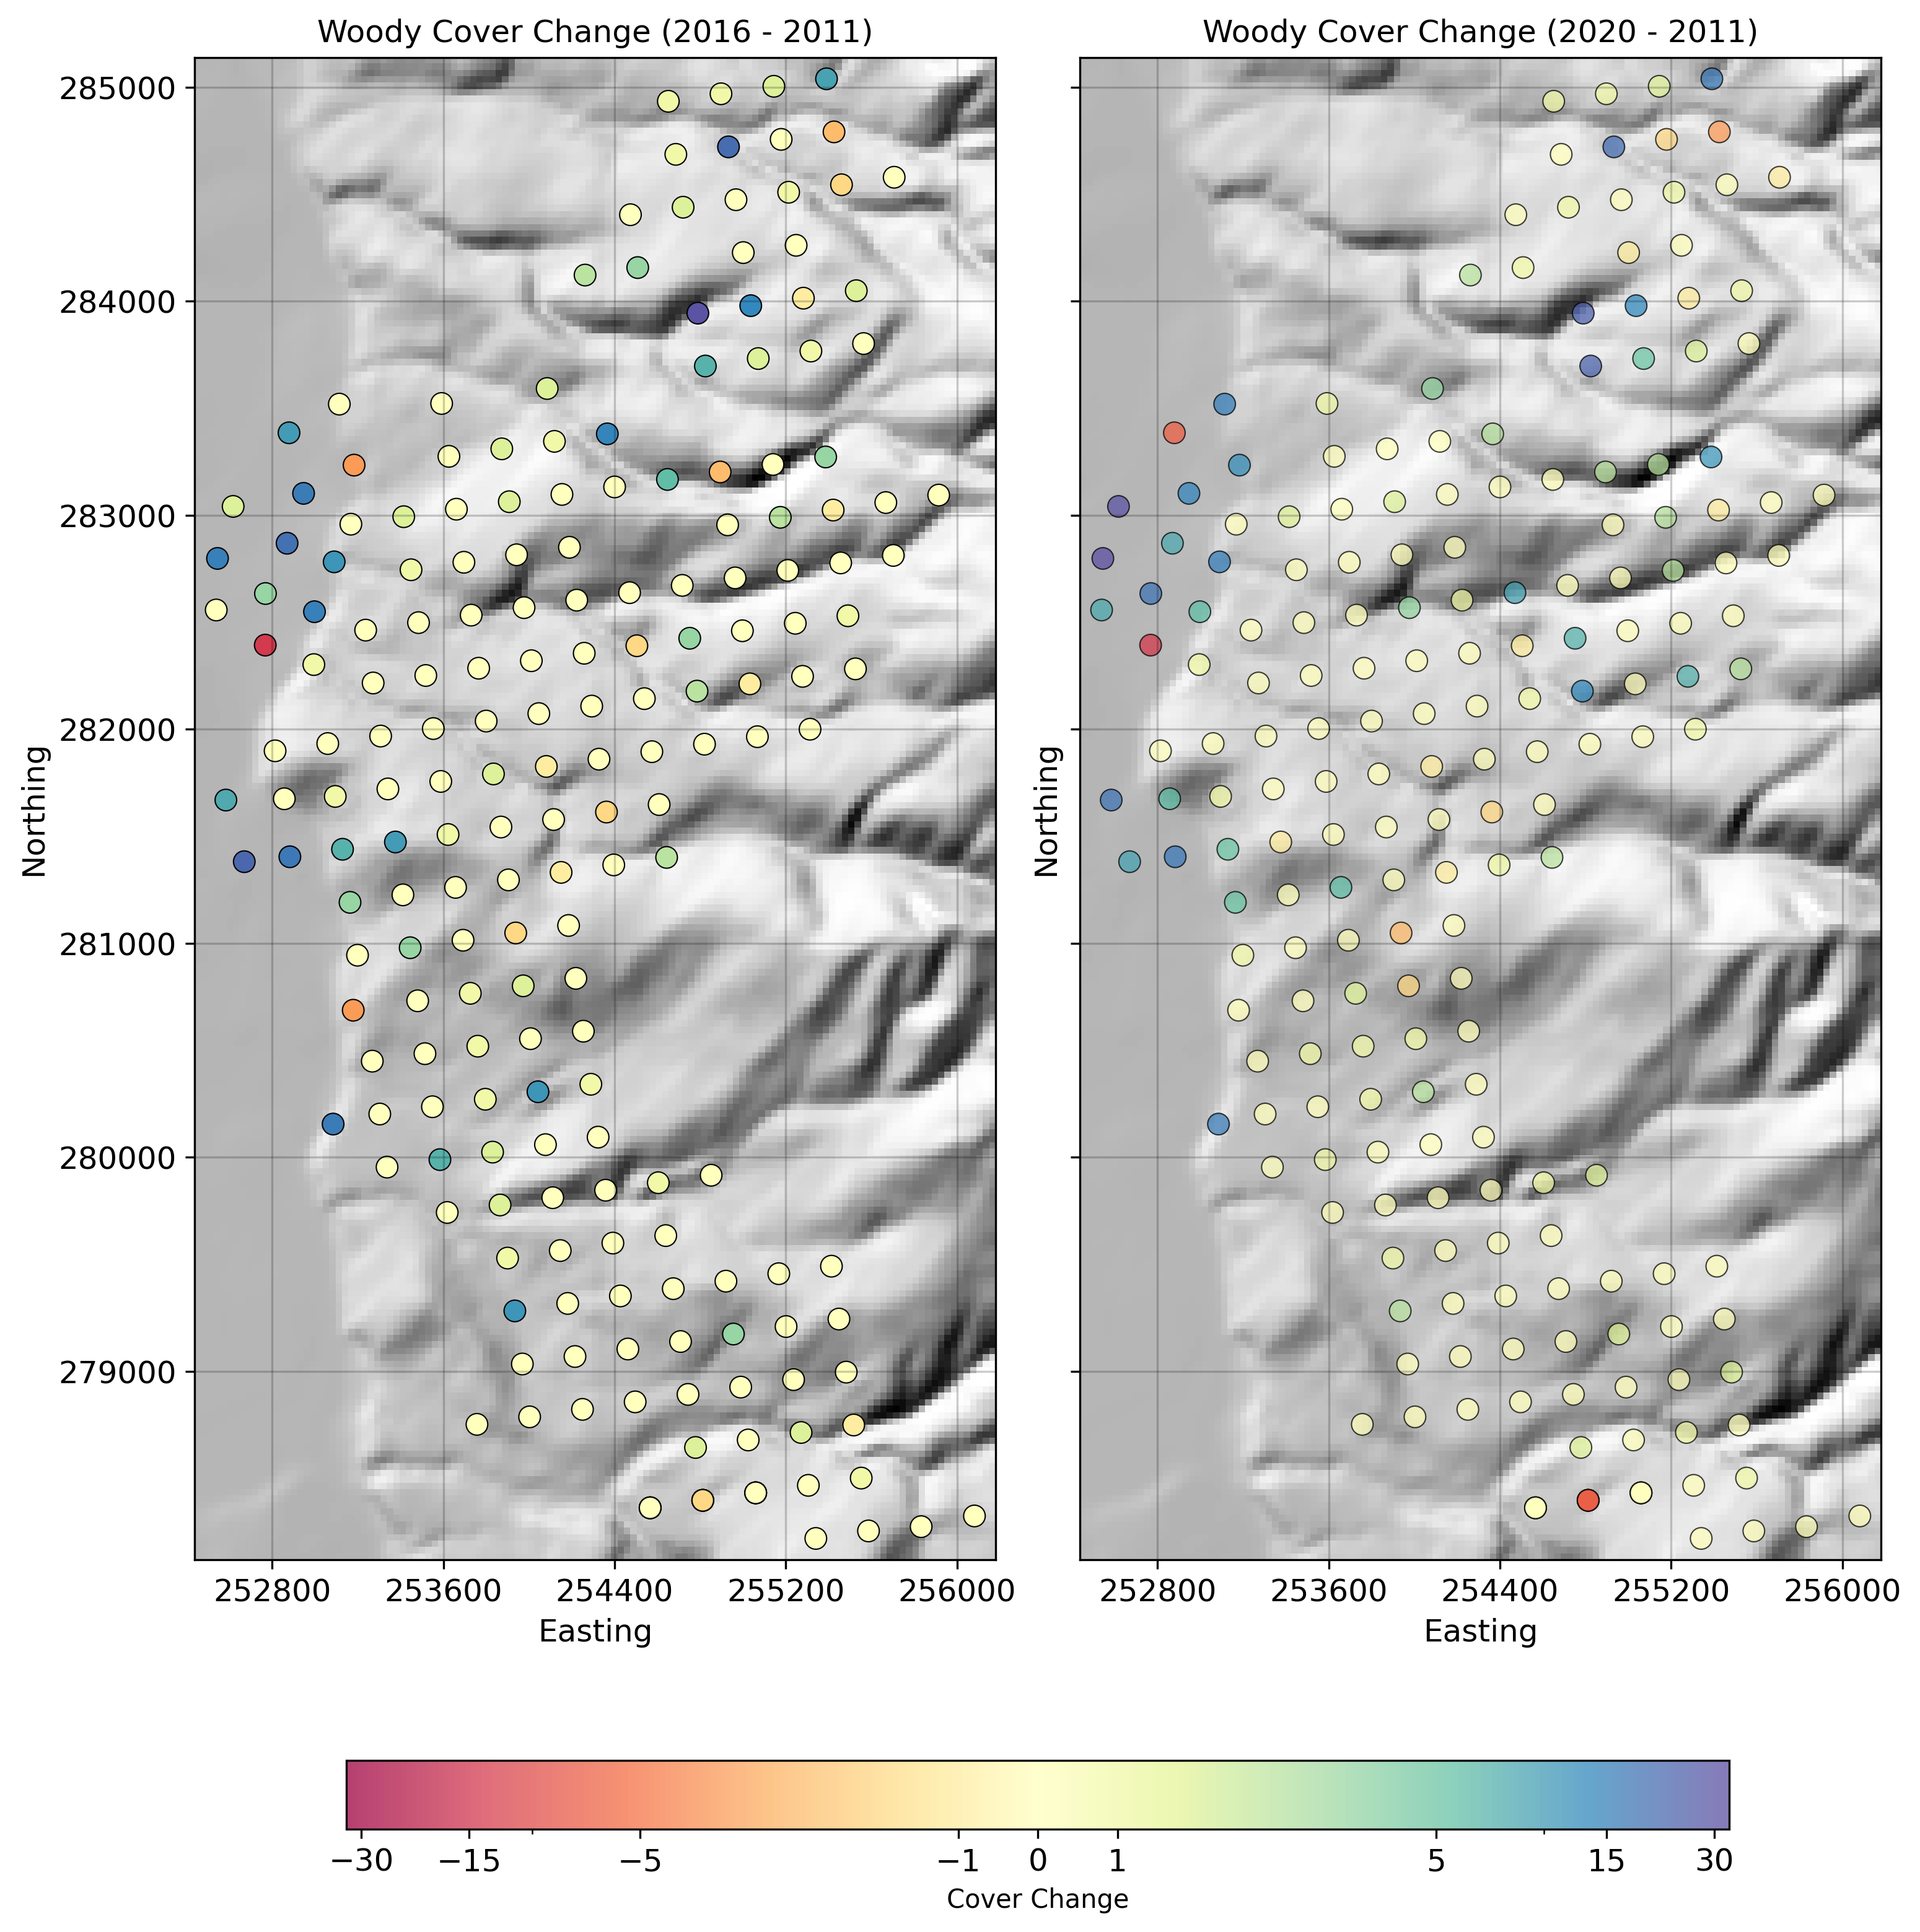 Woody Cover Change (2016 - 2011)
Woody Cover Change (2020 - 2011)
285000
284000
283000
282000
281000
280000
279000
Northing
Northing
252800 253600 254400 255200 256000
252800 253600 254400 255200 256000
Easting
Easting
−30 −15 −5 −1 0 1 5 15 30
Cover Change